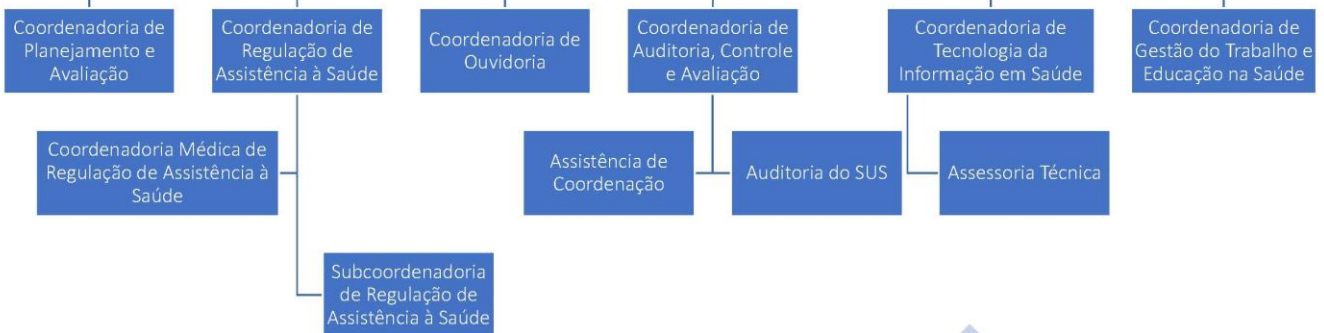 Coordenadoria de
Planejamento e
Avaliação
Coordenadoria de
Regulação de
Assistência à Saúde
Coordenadoria de
Ouvidoria
Coordenadoria de
Auditoria, Controle
e Avaliação
Coordenadoria de
Tecnologia da
Informação em Saúde
Coordenadoria de
Gestão do Trabalho e
Educação na Saúde
Coordenadoria Médica de
Regulação de Assistência à
Saúde
Assistência de
Coordenação
Auditoria do SUS
Assessoria Técnica
Subcoordenadoria
de Regulação de
Assistência à Saúde